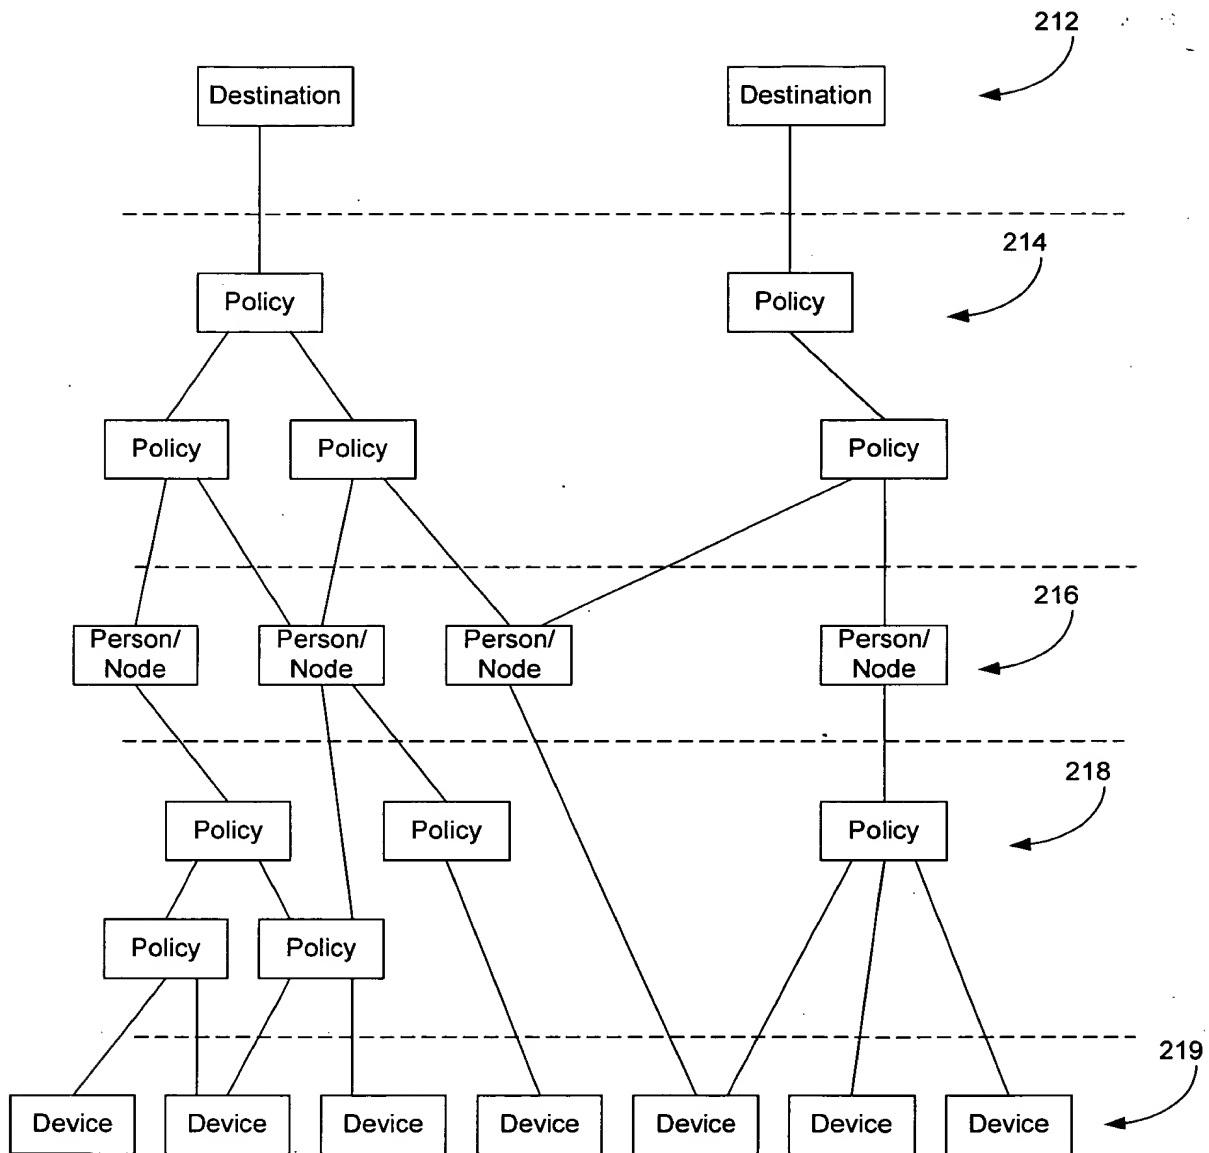 212
Destination
Destination
214
Policy
Policy
Policy
Policy
Policy
216
Person/
Node
Person/
Node
Person/
Node
Person/
Node
218
Policy
Policy
Policy
Policy
Policy
219
Device
Device
Device
Device
Device
Device
Device